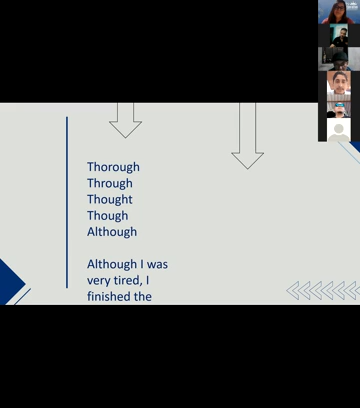 Thorough
Through
Thought
Though
Although
Although I was
very tired, I
finished the